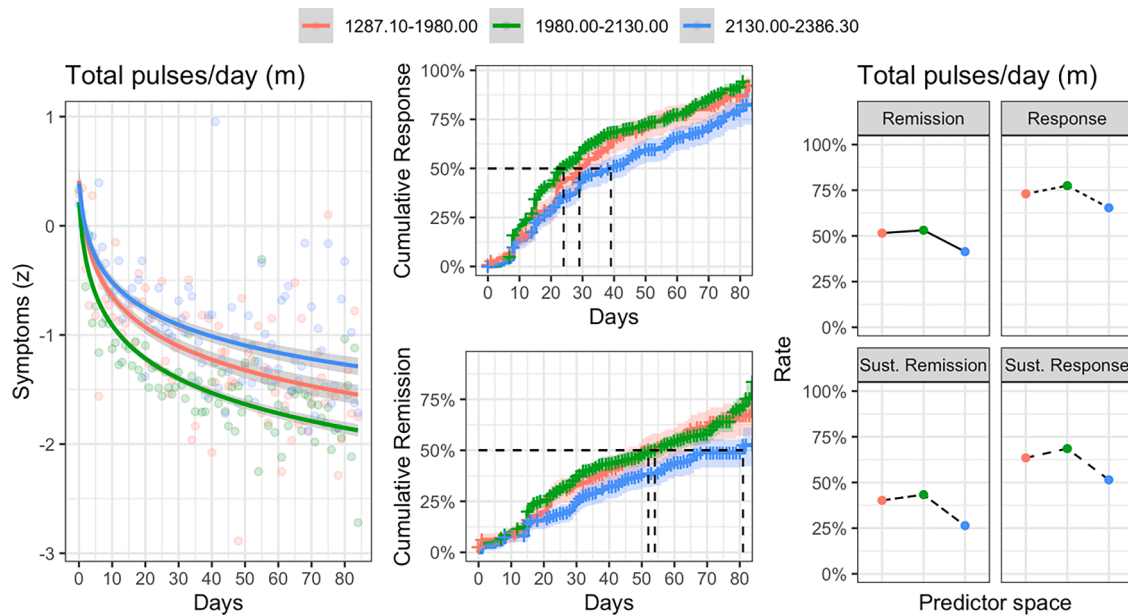 1287.10-1980.00 1980.00-2130.00 2130.00-2386.30
Total pulses/day (m)
Symptoms (z)
1
0
-1
-2
-3
0 10 20 30 40 50 60 70 80
Days
Cumulative Response
100%
75%
50%
25%
0%
0 10 20 30 40 50 60 70 80
Days
Cumulative Remission
75%
50%
25%
0%
0 10 20 30 40 50 60 70 80
Days
Total pulses/day (m)
Rate
Remission Response
100%
75%
50%
25%
0%
Sust. Remission Sust. Response
100%
75%
50%
25%
0%
Predictor space